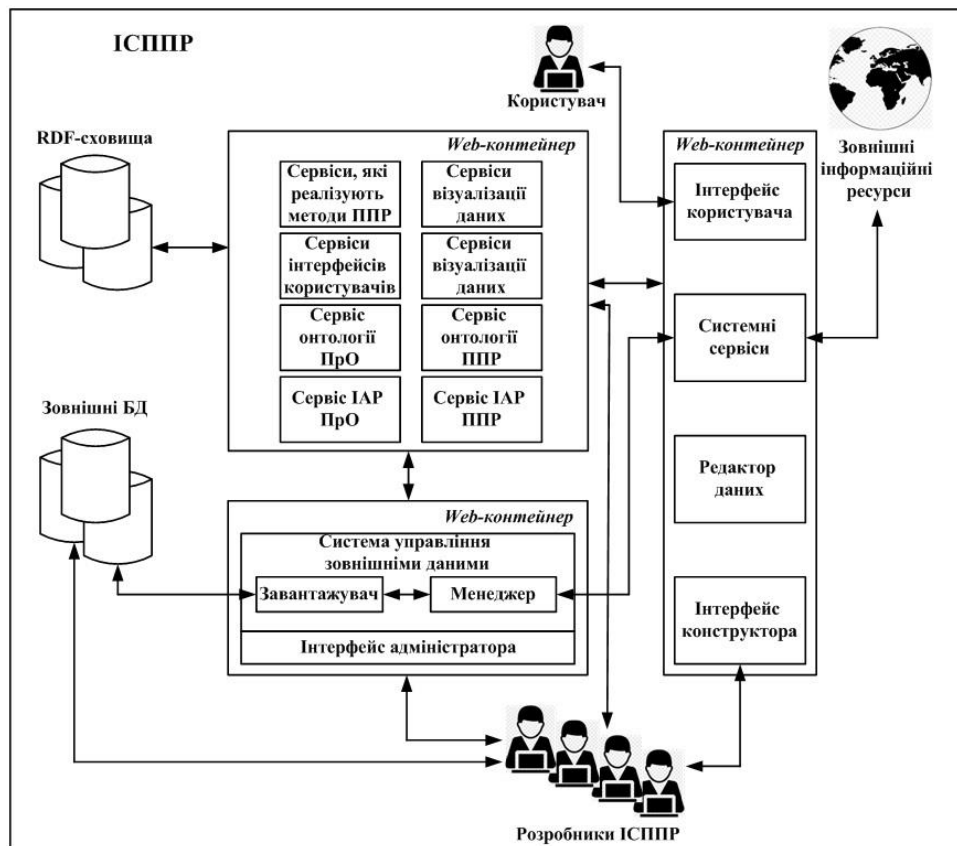 ІСППР
Користувач
RDF-сховища
Web-контейнер
Сервіси, які
реалізують
методи ППР
Сервіси
візуалізації
даних
Сервіси
інтерфейсів
користувачів
Сервіси
візуалізації
даних
Сервіс
онтології
ПрО
Сервіс
онтології
ППР
Сервіс ІАР
ПрО
Сервіс ІАР
ППР
Web-контейнер
Інтерфейс
користувача
Системні
сервіси
Редактор
даних
Інтерфейс
конструктора
Зовнішні
інформаційні
ресурси
Зовнішні БД
Web-контейнер
Система управління
зовнішніми даними
Завантажувач
Менеджер
Інтерфейс адміністратора
Розробники ІСППР